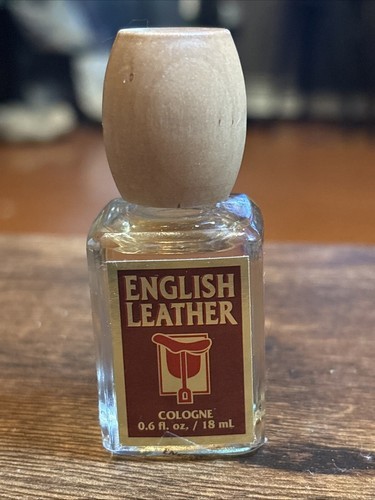 ENGLISH
LEATHER
COLOGNE
0.6 fl. oz. / 18 mL